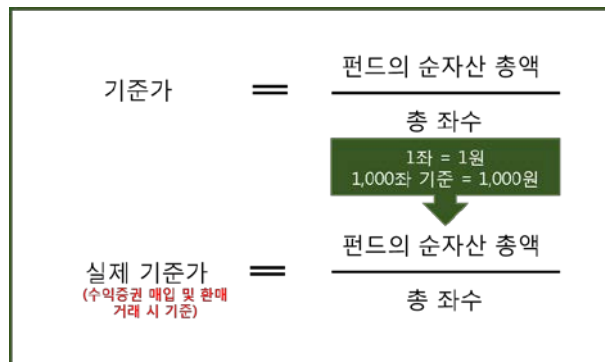 기준가 = 펀드의 순자산 총액
총 좌수
1좌 = 1원
1,000좌 기준 = 1,000원
실제 기준가 = 펀드의 순자산 총액
(수익증권 매입 및 환매
거래 시 기준)
총 좌수